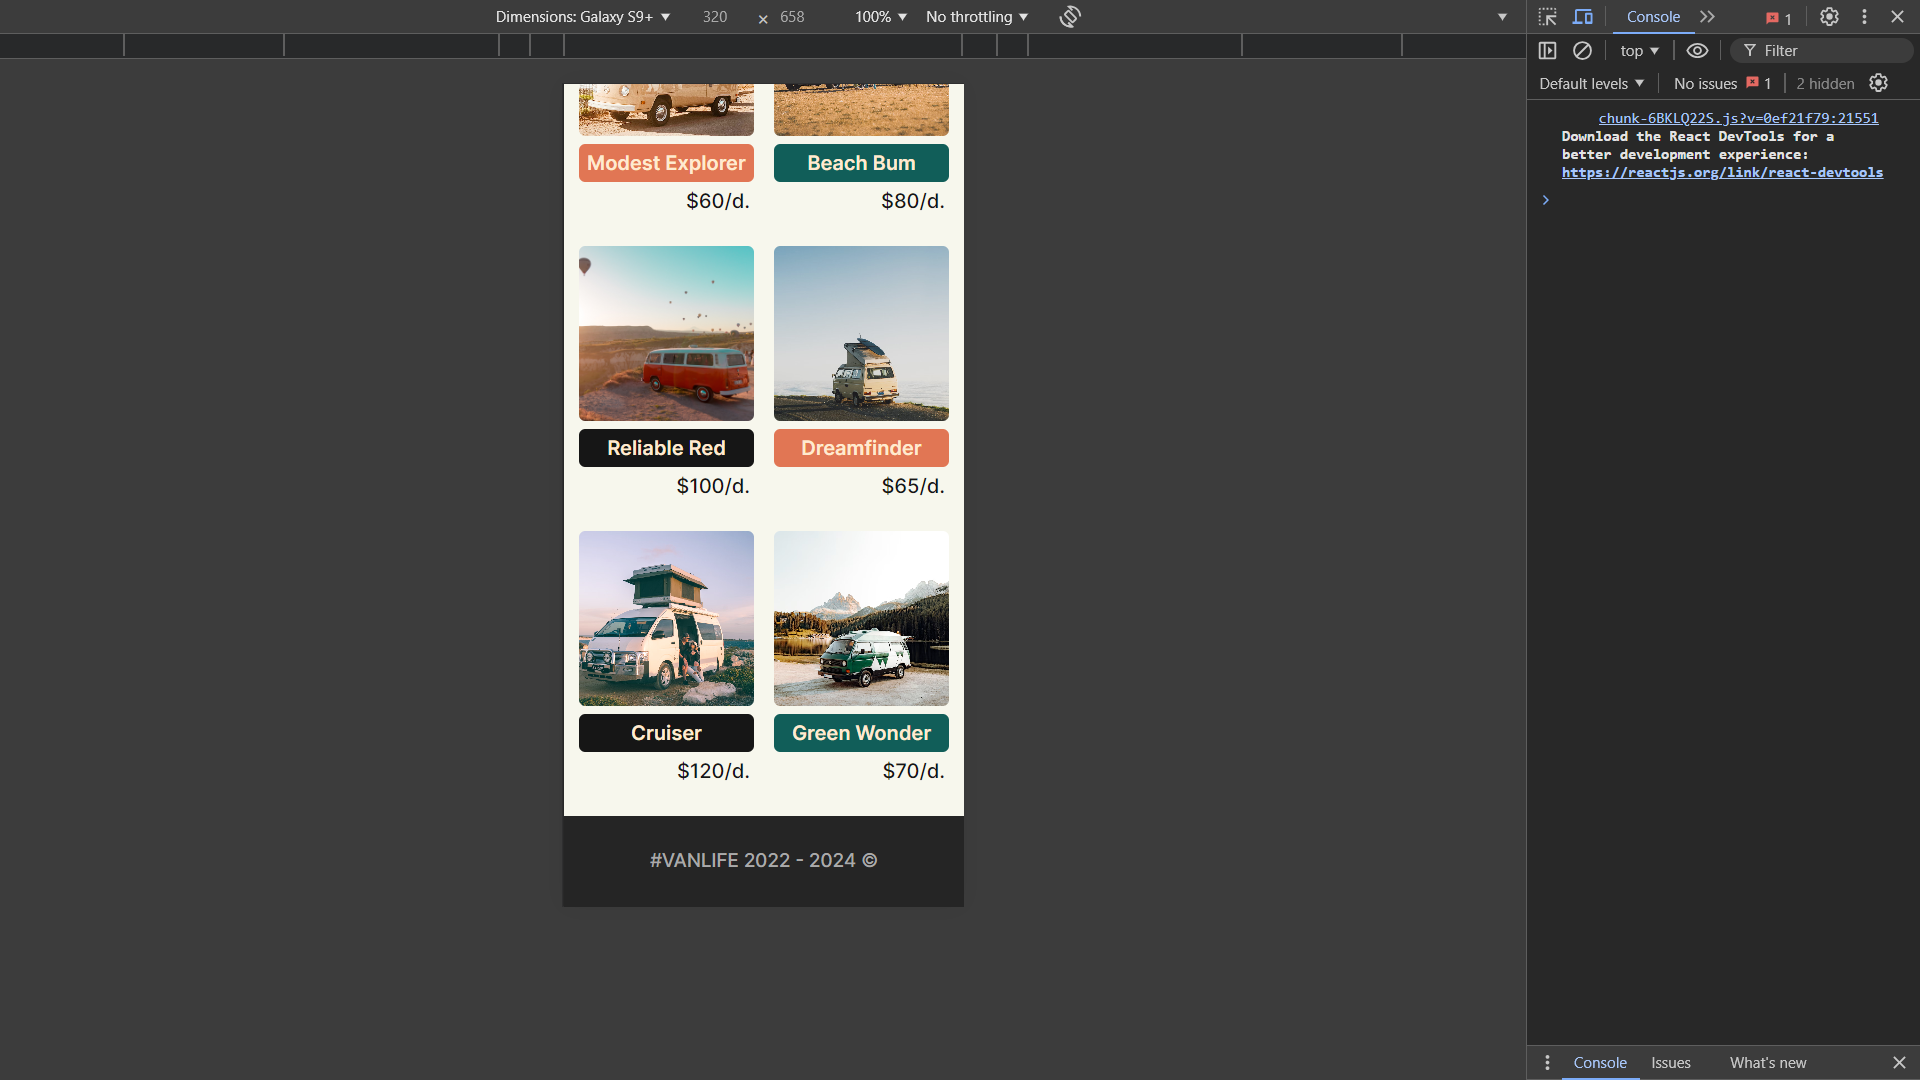 Dimensions: Galaxy S9+ 320 × 658 100% No throttling
Console 1
top Filter
Default levels No issues 1 2 hidden
chunk-6BKLQ22S.js?v=0ef21f79:21551
Download the React DevTools for a
better development experience:
https://reactjs.org/link/react-devtools
Modest Explorer Beach Bum
$60/d. $80/d.
Reliable Red Dreamfinder
$100/d. $65/d.
Cruiser Green Wonder
$120/d. $70/d.
#VANLIFE 2022 - 2024 ©
Console Issues What's new